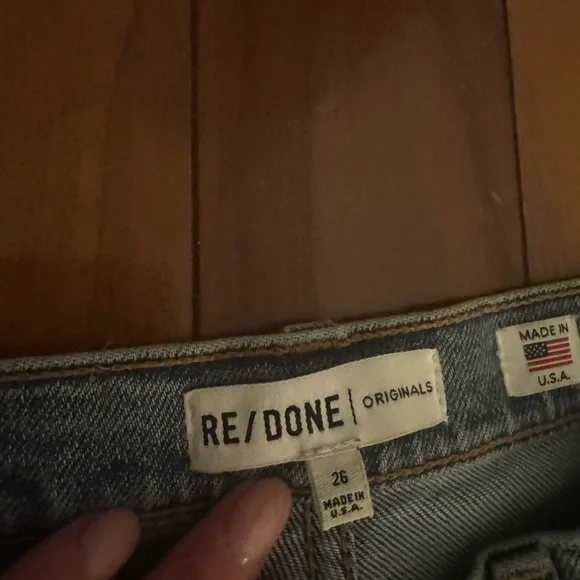 RE/DONE | ORIGINALS
26
MADE IN
U.S.A.
MADE IN
U.S.A.